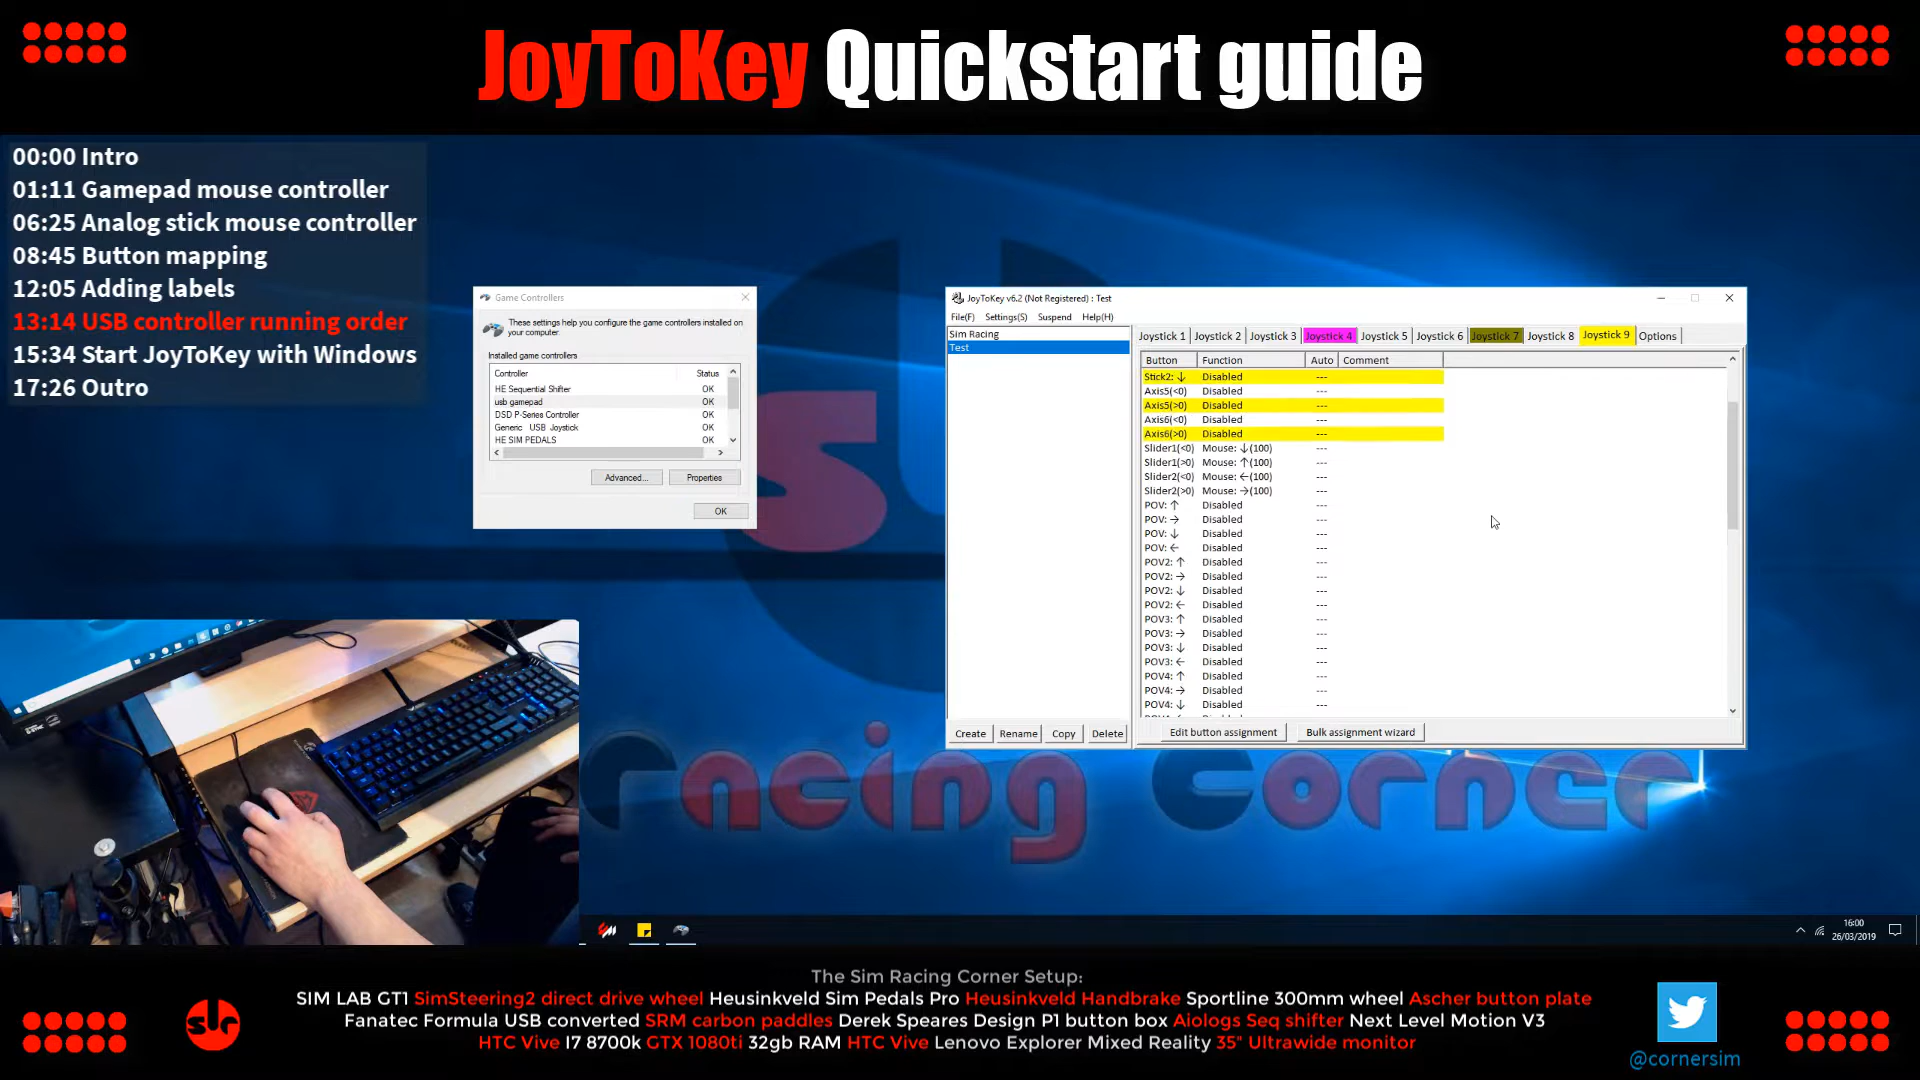 JoyToKey Quickstart guide
00:00 Intro
01:11 Gamepad mouse controller
06:25 Analog stick mouse controller
08:45 Button mapping
12:05 Adding labels
13:14 USB controller running order
15:34 Start JoyToKey with Windows
17:26 Outro
Game Controllers
These settings help you configure the game controllers installed on
your computer.
Installed game controllers
Controller Status
HE Sequential Shifter OK
usb gamepad OK
DSD P-Series Controller OK
Generic USB Joystick OK
HE SIM PEDALS OK
Advanced... Properties
OK
JoyToKey v6.2 (Not Registered) : Test
File(F) Settings(S) Suspend Help(H)
Sim Racing
Test
Joystick 1 Joystick 2 Joystick 3 Joystick 4 Joystick 5 Joystick 6 Joystick 7 Joystick 8 Joystick 9 Options
Button Function Auto Comment
Stick2: ↓ Disabled ---
Axis5(<0) Disabled ---
Axis5(>0) Disabled ---
Axis6(<0) Disabled ---
Axis6(>0) Disabled ---
Slider1(<0) Mouse: ↓(100) ---
Slider1(>0) Mouse: ↑(100) ---
Slider2(<0) Mouse: ←(100) ---
Slider2(>0) Mouse: →(100) ---
POV: ↑ Disabled ---
POV: → Disabled ---
POV: ↓ Disabled ---
POV: ← Disabled ---
POV2: ↑ Disabled ---
POV2: → Disabled ---
POV2: ↓ Disabled ---
POV2: ← Disabled ---
POV3: ↑ Disabled ---
POV3: → Disabled ---
POV3: ↓ Disabled ---
POV3: ← Disabled ---
POV4: ↑ Disabled ---
POV4: → Disabled ---
POV4: ↓ Disabled ---
Create Rename Copy Delete
Edit button assignment Bulk assignment wizard
racing corner
16:00
26/03/2019
The Sim Racing Corner Setup:
SIM LAB GT1 SimSteering2 direct drive wheel Heusinkveld Sim Pedals Pro Heusinkveld Handbrake Sportline 300mm wheel Ascher button plate
Fanatec Formula USB converted SRM carbon paddles Derek Speares Design P1 button box Aiologs Seq shifter Next Level Motion V3
HTC Vive I7 8700k GTX 1080ti 32gb RAM HTC Vive Lenovo Explorer Mixed Reality 35" Ultrawide monitor
@cornersim